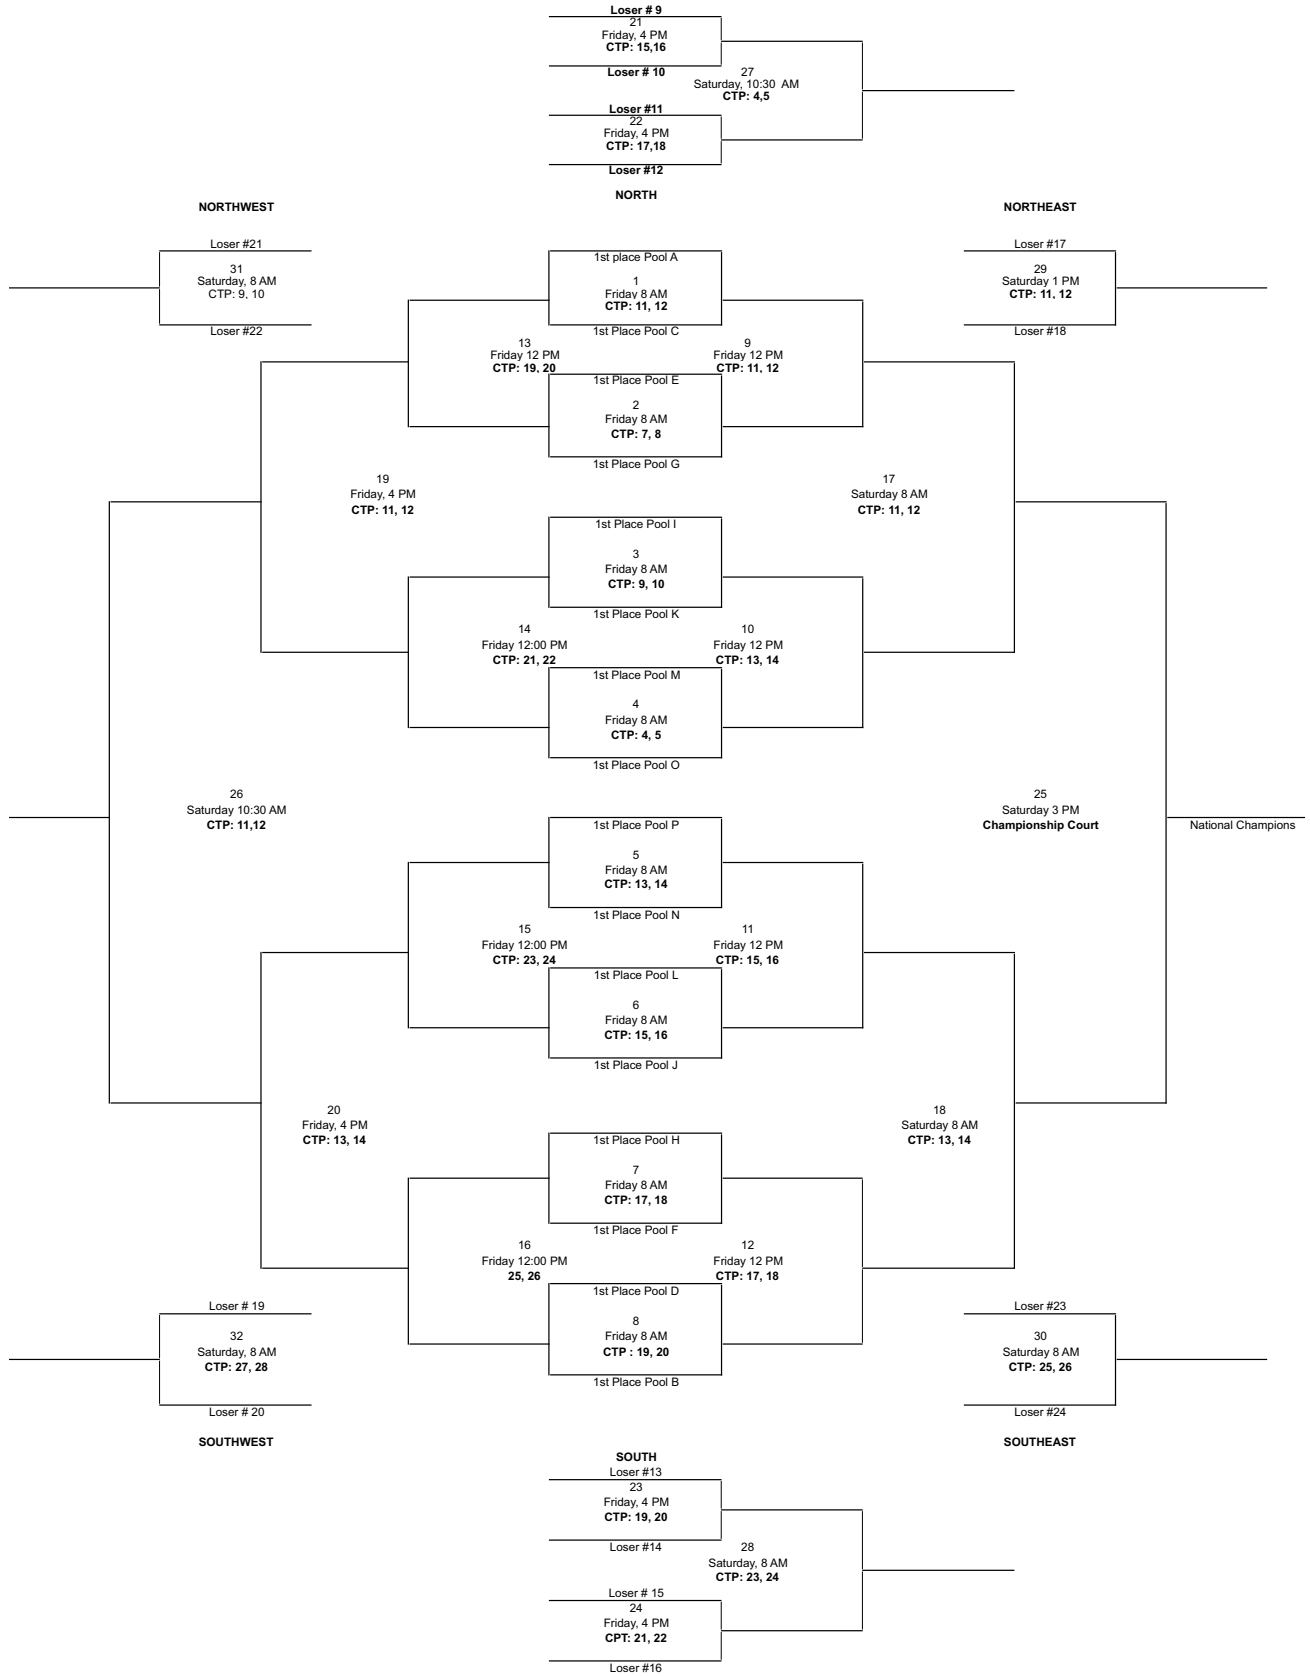 Loser # 9
21
Friday, 4 PM
CTP: 15,16
Loser # 10
27
Saturday, 10:30 AM
CTP: 4,5
Loser #11
22
Friday, 4 PM
CTP: 17,18
Loser #12
NORTH
NORTHWEST
NORTHEAST
Loser #21
31
Saturday, 8 AM
CTP: 9, 10
Loser #22
1st place Pool A
1
Friday 8 AM
CTP: 11, 12
1st Place Pool C
Loser #17
29
Saturday 1 PM
CTP: 11, 12
Loser #18
13
Friday 12 PM
CTP: 19, 20
9
Friday 12 PM
CTP: 11, 12
1st Place Pool E
2
Friday 8 AM
CTP: 7, 8
1st Place Pool G
19
Friday, 4 PM
CTP: 11, 12
17
Saturday 8 AM
CTP: 11, 12
1st Place Pool I
3
Friday 8 AM
CTP: 9, 10
1st Place Pool K
14
Friday 12:00 PM
CTP: 21, 22
10
Friday 12 PM
CTP: 13, 14
1st Place Pool M
4
Friday 8 AM
CTP: 4, 5
1st Place Pool O
26
Saturday 10:30 AM
CTP: 11,12
25
Saturday 3 PM
Championship Court
National Champions
1st Place Pool P
5
Friday 8 AM
CTP: 13, 14
1st Place Pool N
15
Friday 12:00 PM
CTP: 23, 24
11
Friday 12 PM
CTP: 15, 16
1st Place Pool L
6
Friday 8 AM
CTP: 15, 16
1st Place Pool J
20
Friday, 4 PM
CTP: 13, 14
18
Saturday 8 AM
CTP: 13, 14
1st Place Pool H
7
Friday 8 AM
CTP: 17, 18
1st Place Pool F
16
Friday 12:00 PM
25, 26
12
Friday 12 PM
CTP: 17, 18
1st Place Pool D
8
Friday 8 AM
CTP : 19, 20
1st Place Pool B
Loser # 19
32
Saturday, 8 AM
CTP: 27, 28
Loser # 20
Loser #23
30
Saturday 8 AM
CTP: 25, 26
Loser #24
SOUTHWEST
SOUTHEAST
SOUTH
Loser #13
23
Friday, 4 PM
CTP: 19, 20
Loser #14
28
Saturday, 8 AM
CTP: 23, 24
Loser # 15
24
Friday, 4 PM
CPT: 21, 22
Loser #16